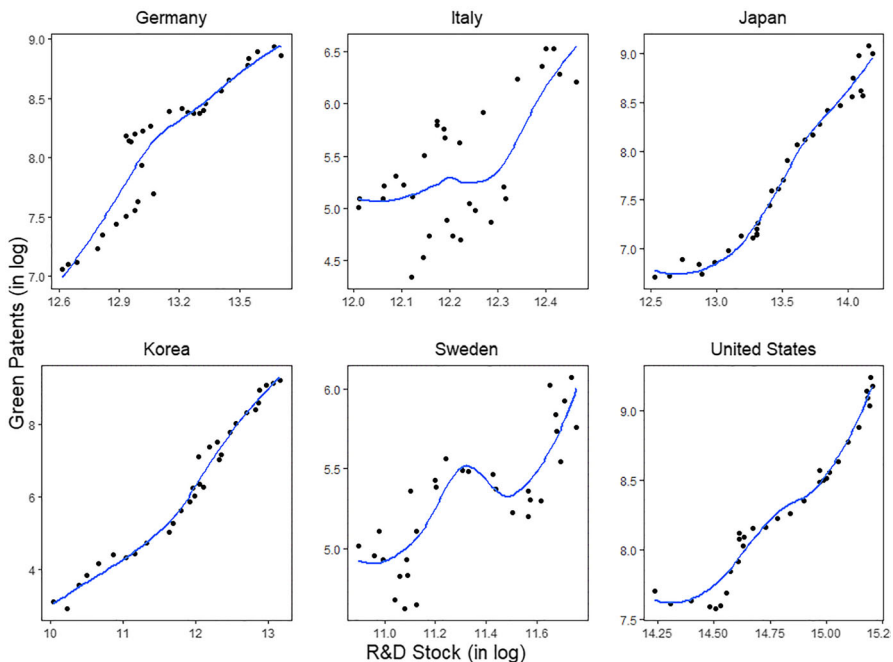 Germany
Italy
Japan
9.0
8.5
8.0
7.5
7.0
12.6 12.9 13.2 13.5
6.5
6.0
5.5
5.0
4.5
12.0 12.1 12.2 12.3 12.4
9.0
8.5
8.0
7.5
7.0
12.5 13.0 13.5 14.0
Green Patents (in log)
Korea
Sweden
United States
8
6
4
10 11 12 13
6.0
5.5
5.0
11.0 11.2 11.4 11.6
9.0
8.5
8.0
7.5
14.25 14.50 14.75 15.00 15.2
R&D Stock (in log)